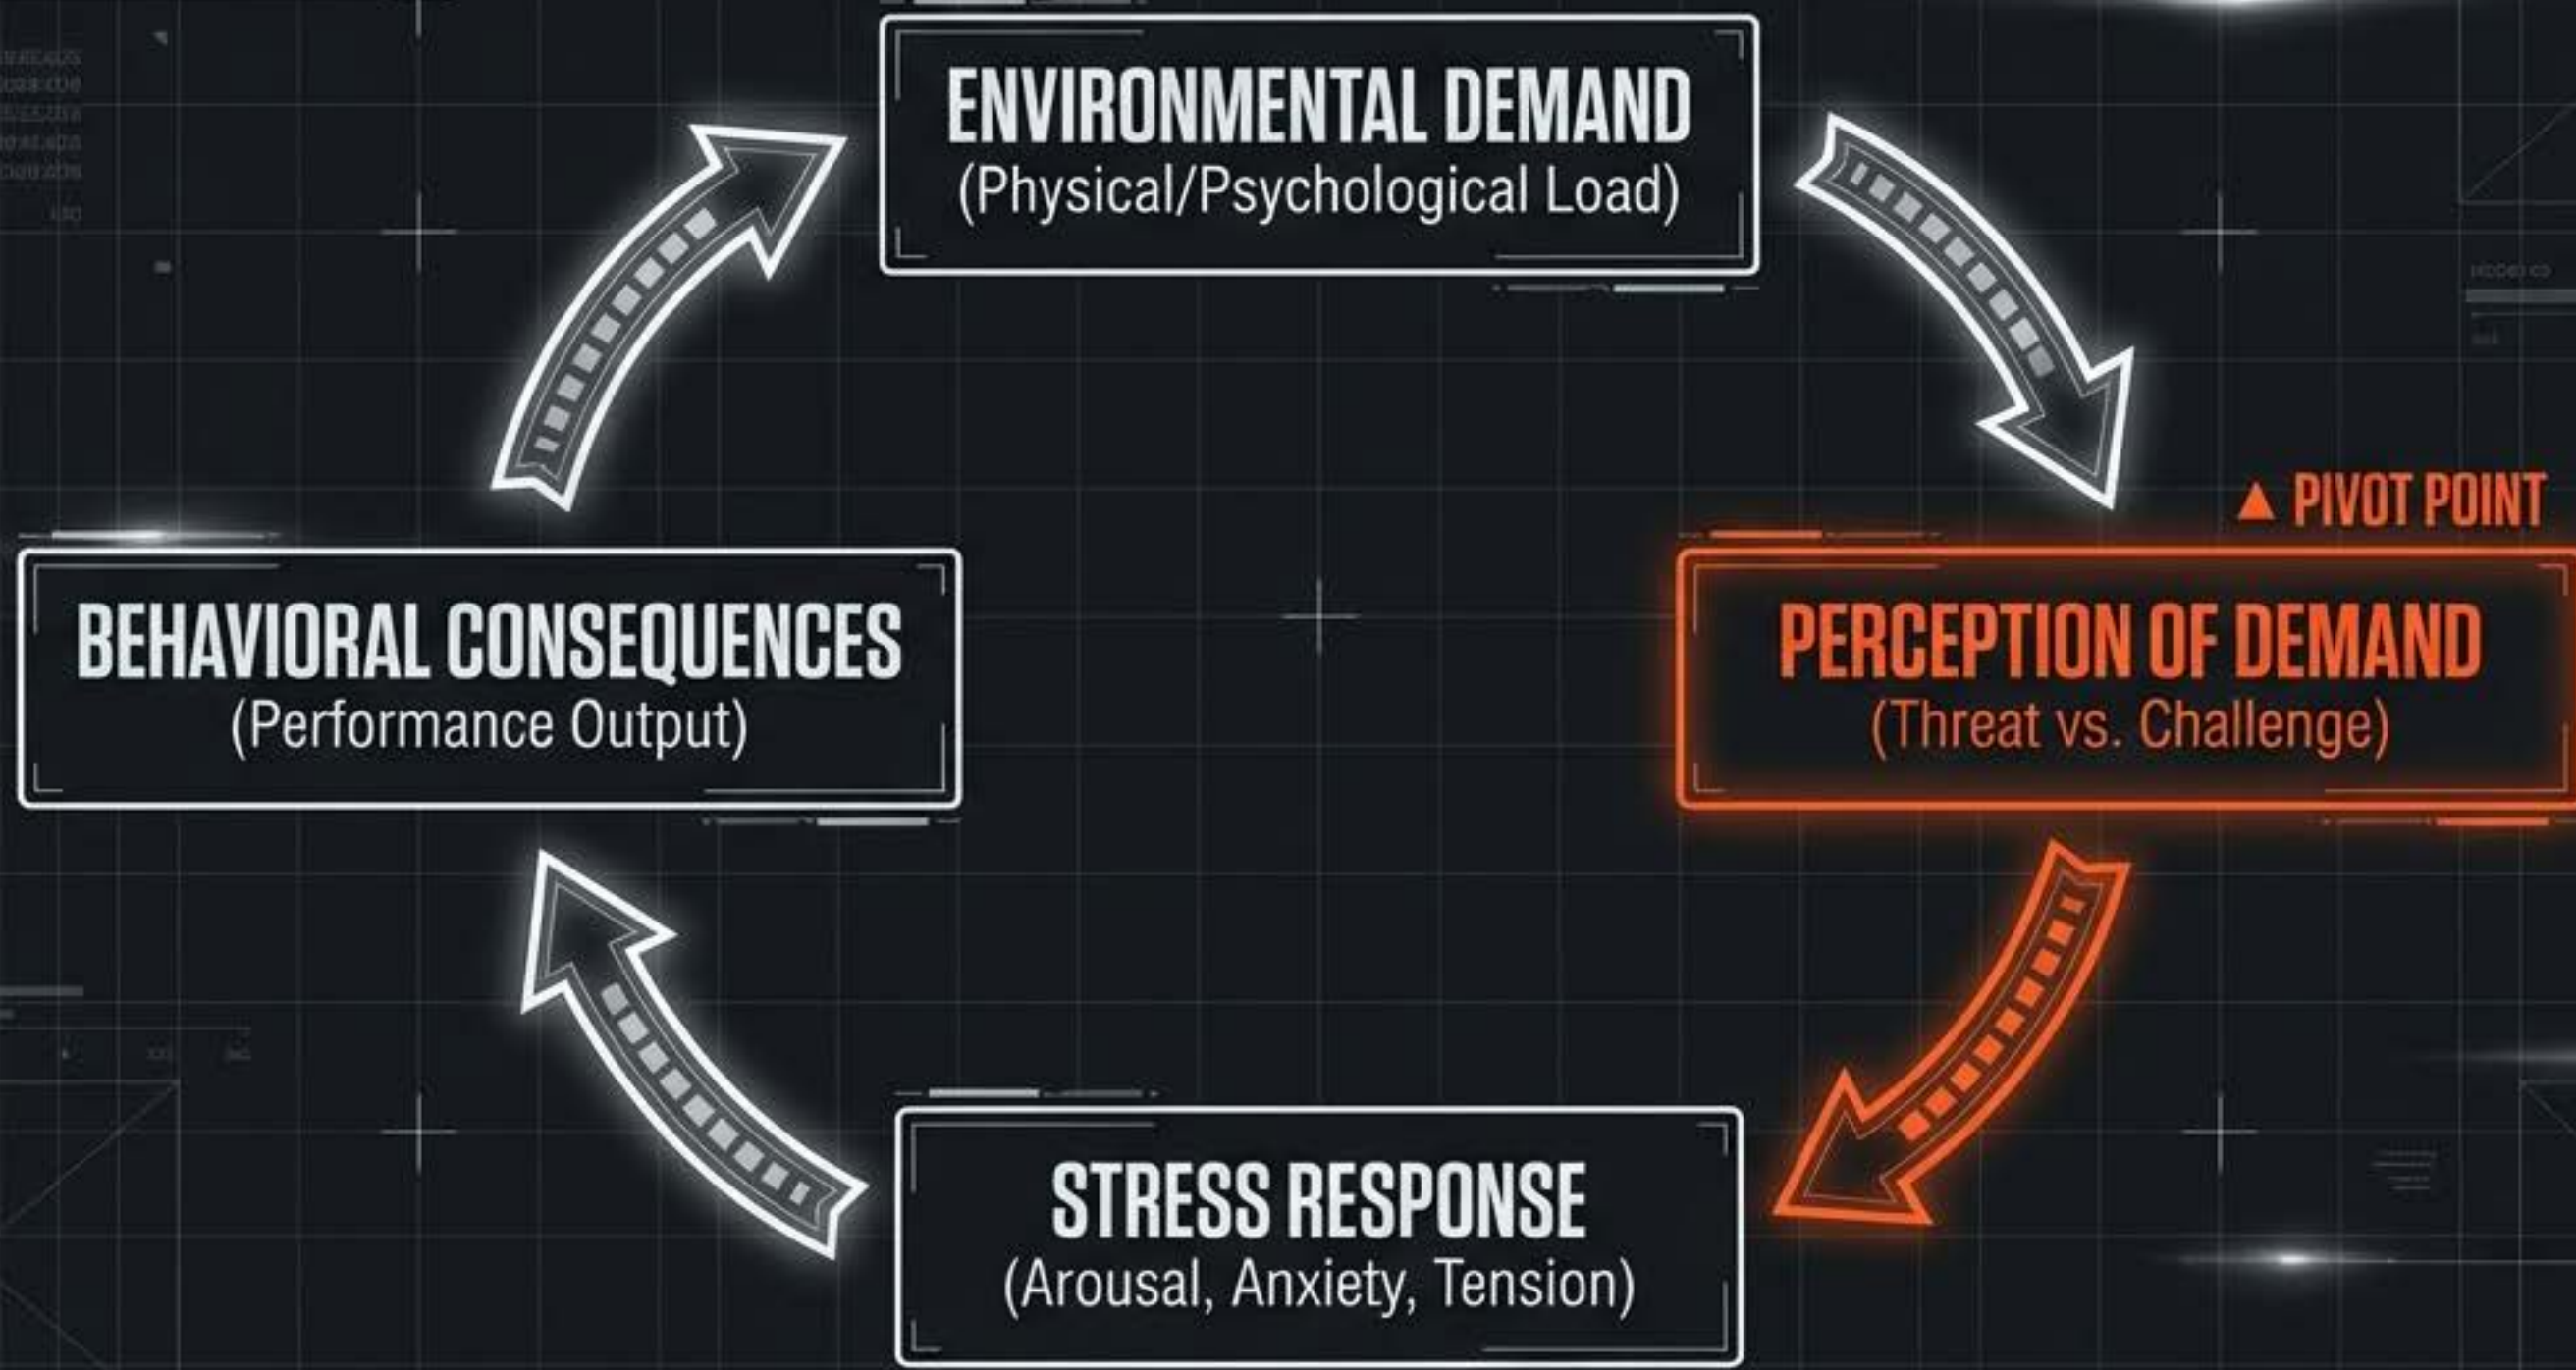 ENVIRONMENTAL DEMAND
(Physical/Psychological Load)
▲ PIVOT POINT
PERCEPTION OF DEMAND
(Threat vs. Challenge)
BEHAVIORAL CONSEQUENCES
(Performance Output)
STRESS RESPONSE
(Arousal, Anxiety, Tension)